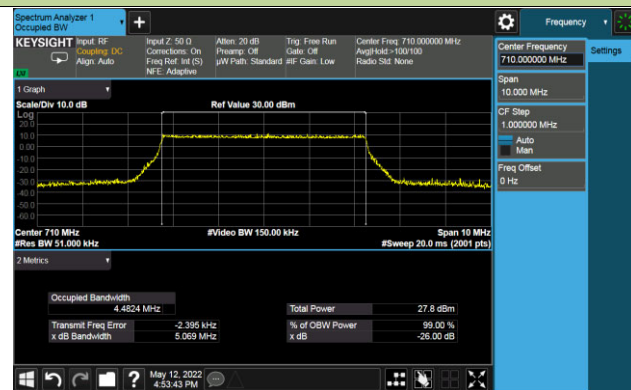 Spectrum Analyzer 1
Occupied BW
Frequency
KEYSIGHT
Input: RF
Coupling: DC
Align: Auto
Input Z: 50 Ω
Corrections: On
Freq Ref: Int (S)
NFE: Adaptive
Atten: 20 dB
Preamp: Off
µW Path: Standard
Trig: Free Run
Gate: Off
#IF Gain: Low
Center Freq: 710.000000 MHz
Avg|Hold:>100/100
Radio Std: None
Center Frequency
710.000000 MHz
Settings
Span
10.000 MHz
CF Step
1.000000 MHz
Auto
Man
Freq Offset
0 Hz
1 Graph
Scale/Div 10.0 dB
Ref Value 30.00 dBm
Log
20.0
10.0
0.00
-10.0
-20.0
-30.0
-40.0
-50.0
-60.0
Center 710 MHz
#Video BW 150.00 kHz
Span 10 MHz
#Res BW 51.000 kHz
#Sweep 20.0 ms (2001 pts)
2 Metrics
Occupied Bandwidth
4.4824 MHz
Total Power
27.8 dBm
Transmit Freq Error
-2.395 kHz
% of OBW Power
99.00 %
x dB Bandwidth
5.069 MHz
x dB
-26.00 dB
May 12, 2022
4:53:43 PM